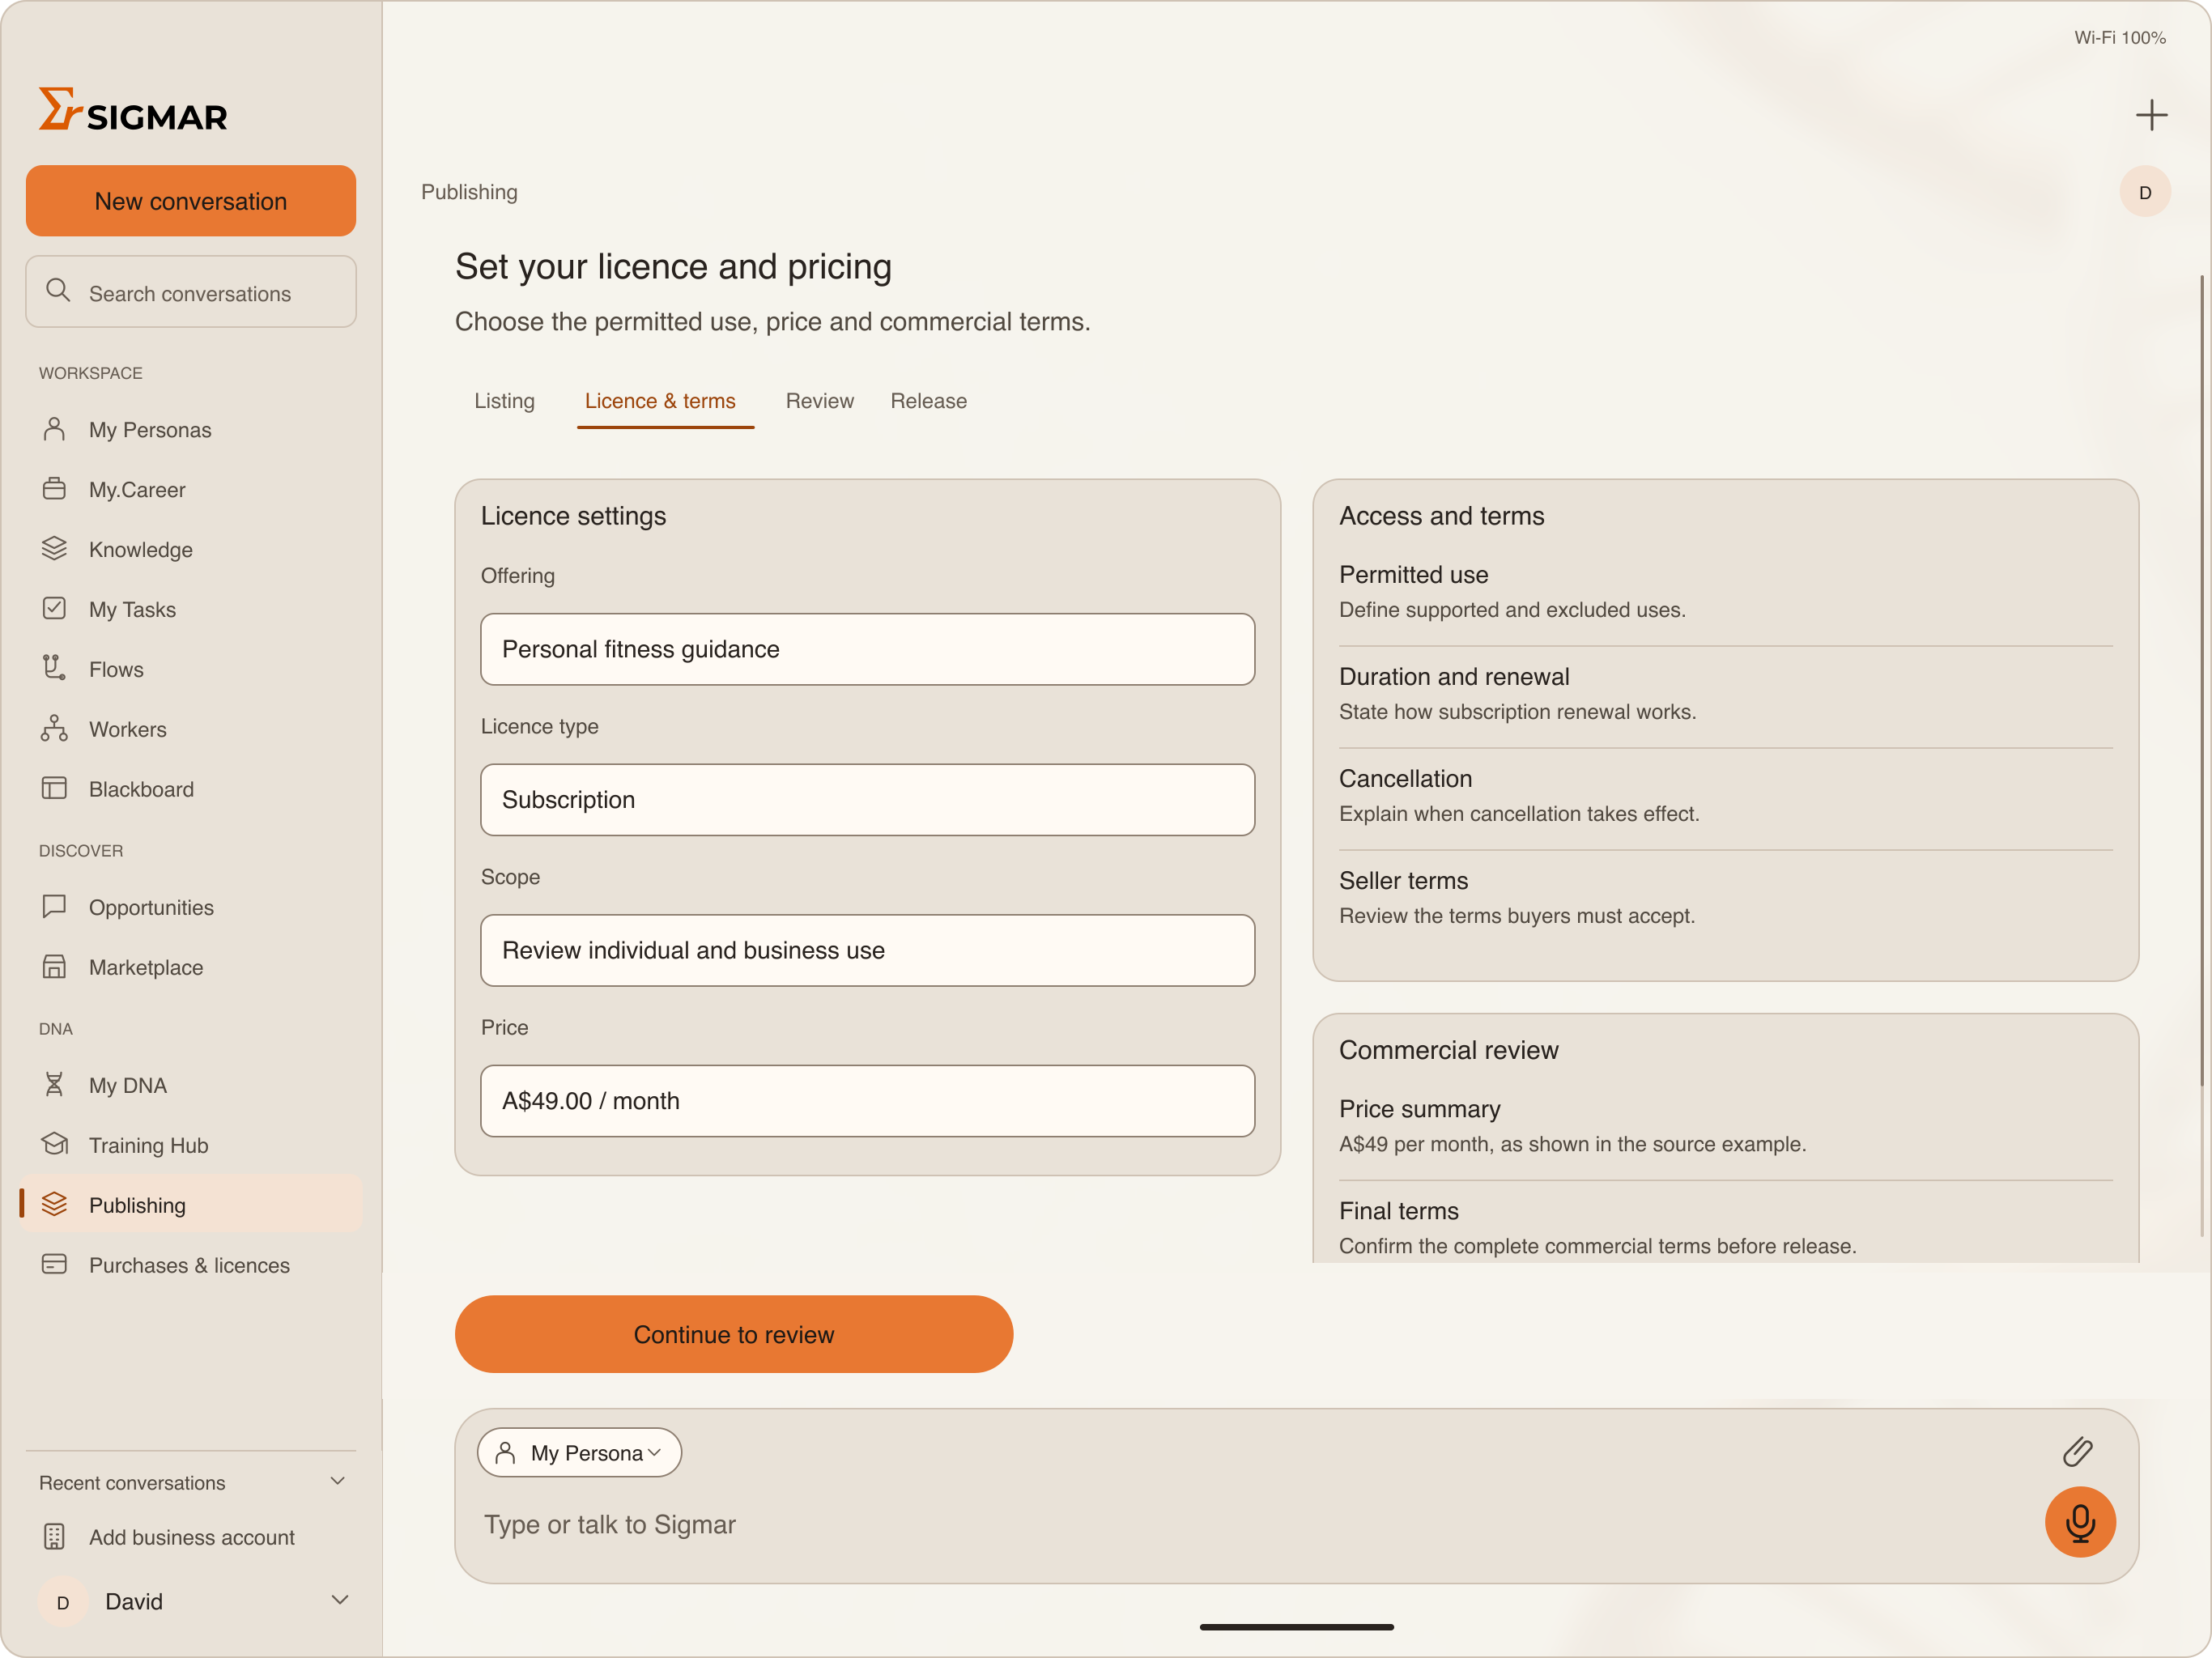 Wi-Fi 100%
SIGMAR
New conversation
Search conversations
WORKSPACE
My Personas
My.Career
Knowledge
My Tasks
Flows
Workers
Blackboard
DISCOVER
Opportunities
Marketplace
DNA
My DNA
Training Hub
Publishing
Purchases & licences
Recent conversations
Add business account
D
David
Publishing
D
Set your licence and pricing
Choose the permitted use, price and commercial terms.
Listing
Licence & terms
Review
Release
Licence settings
Offering
Personal fitness guidance
Licence type
Subscription
Scope
Review individual and business use
Price
A$49.00 / month
Access and terms
Permitted use
Define supported and excluded uses.
Duration and renewal
State how subscription renewal works.
Cancellation
Explain when cancellation takes effect.
Seller terms
Review the terms buyers must accept.
Commercial review
Price summary
A$49 per month, as shown in the source example.
Final terms
Confirm the complete commercial terms before release.
Continue to review
My Persona
Type or talk to Sigmar